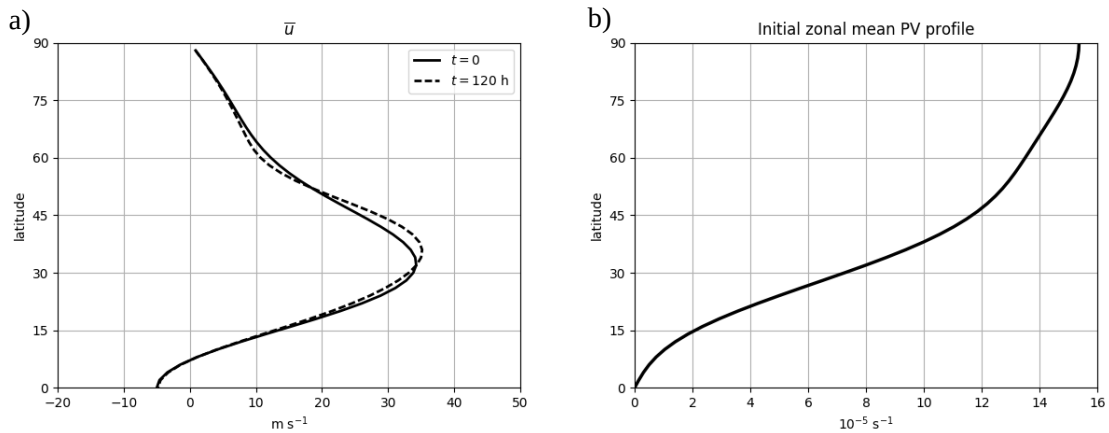 a)
u̅
t = 0
t = 120 h
90
75
60
45
30
15
0
latitude
−20 −10 0 10 20 30 40 50
m s⁻¹
b)
Initial zonal mean PV profile
90
75
60
45
30
15
0
latitude
0 2 4 6 8 10 12 14 16
10⁻⁵ s⁻¹